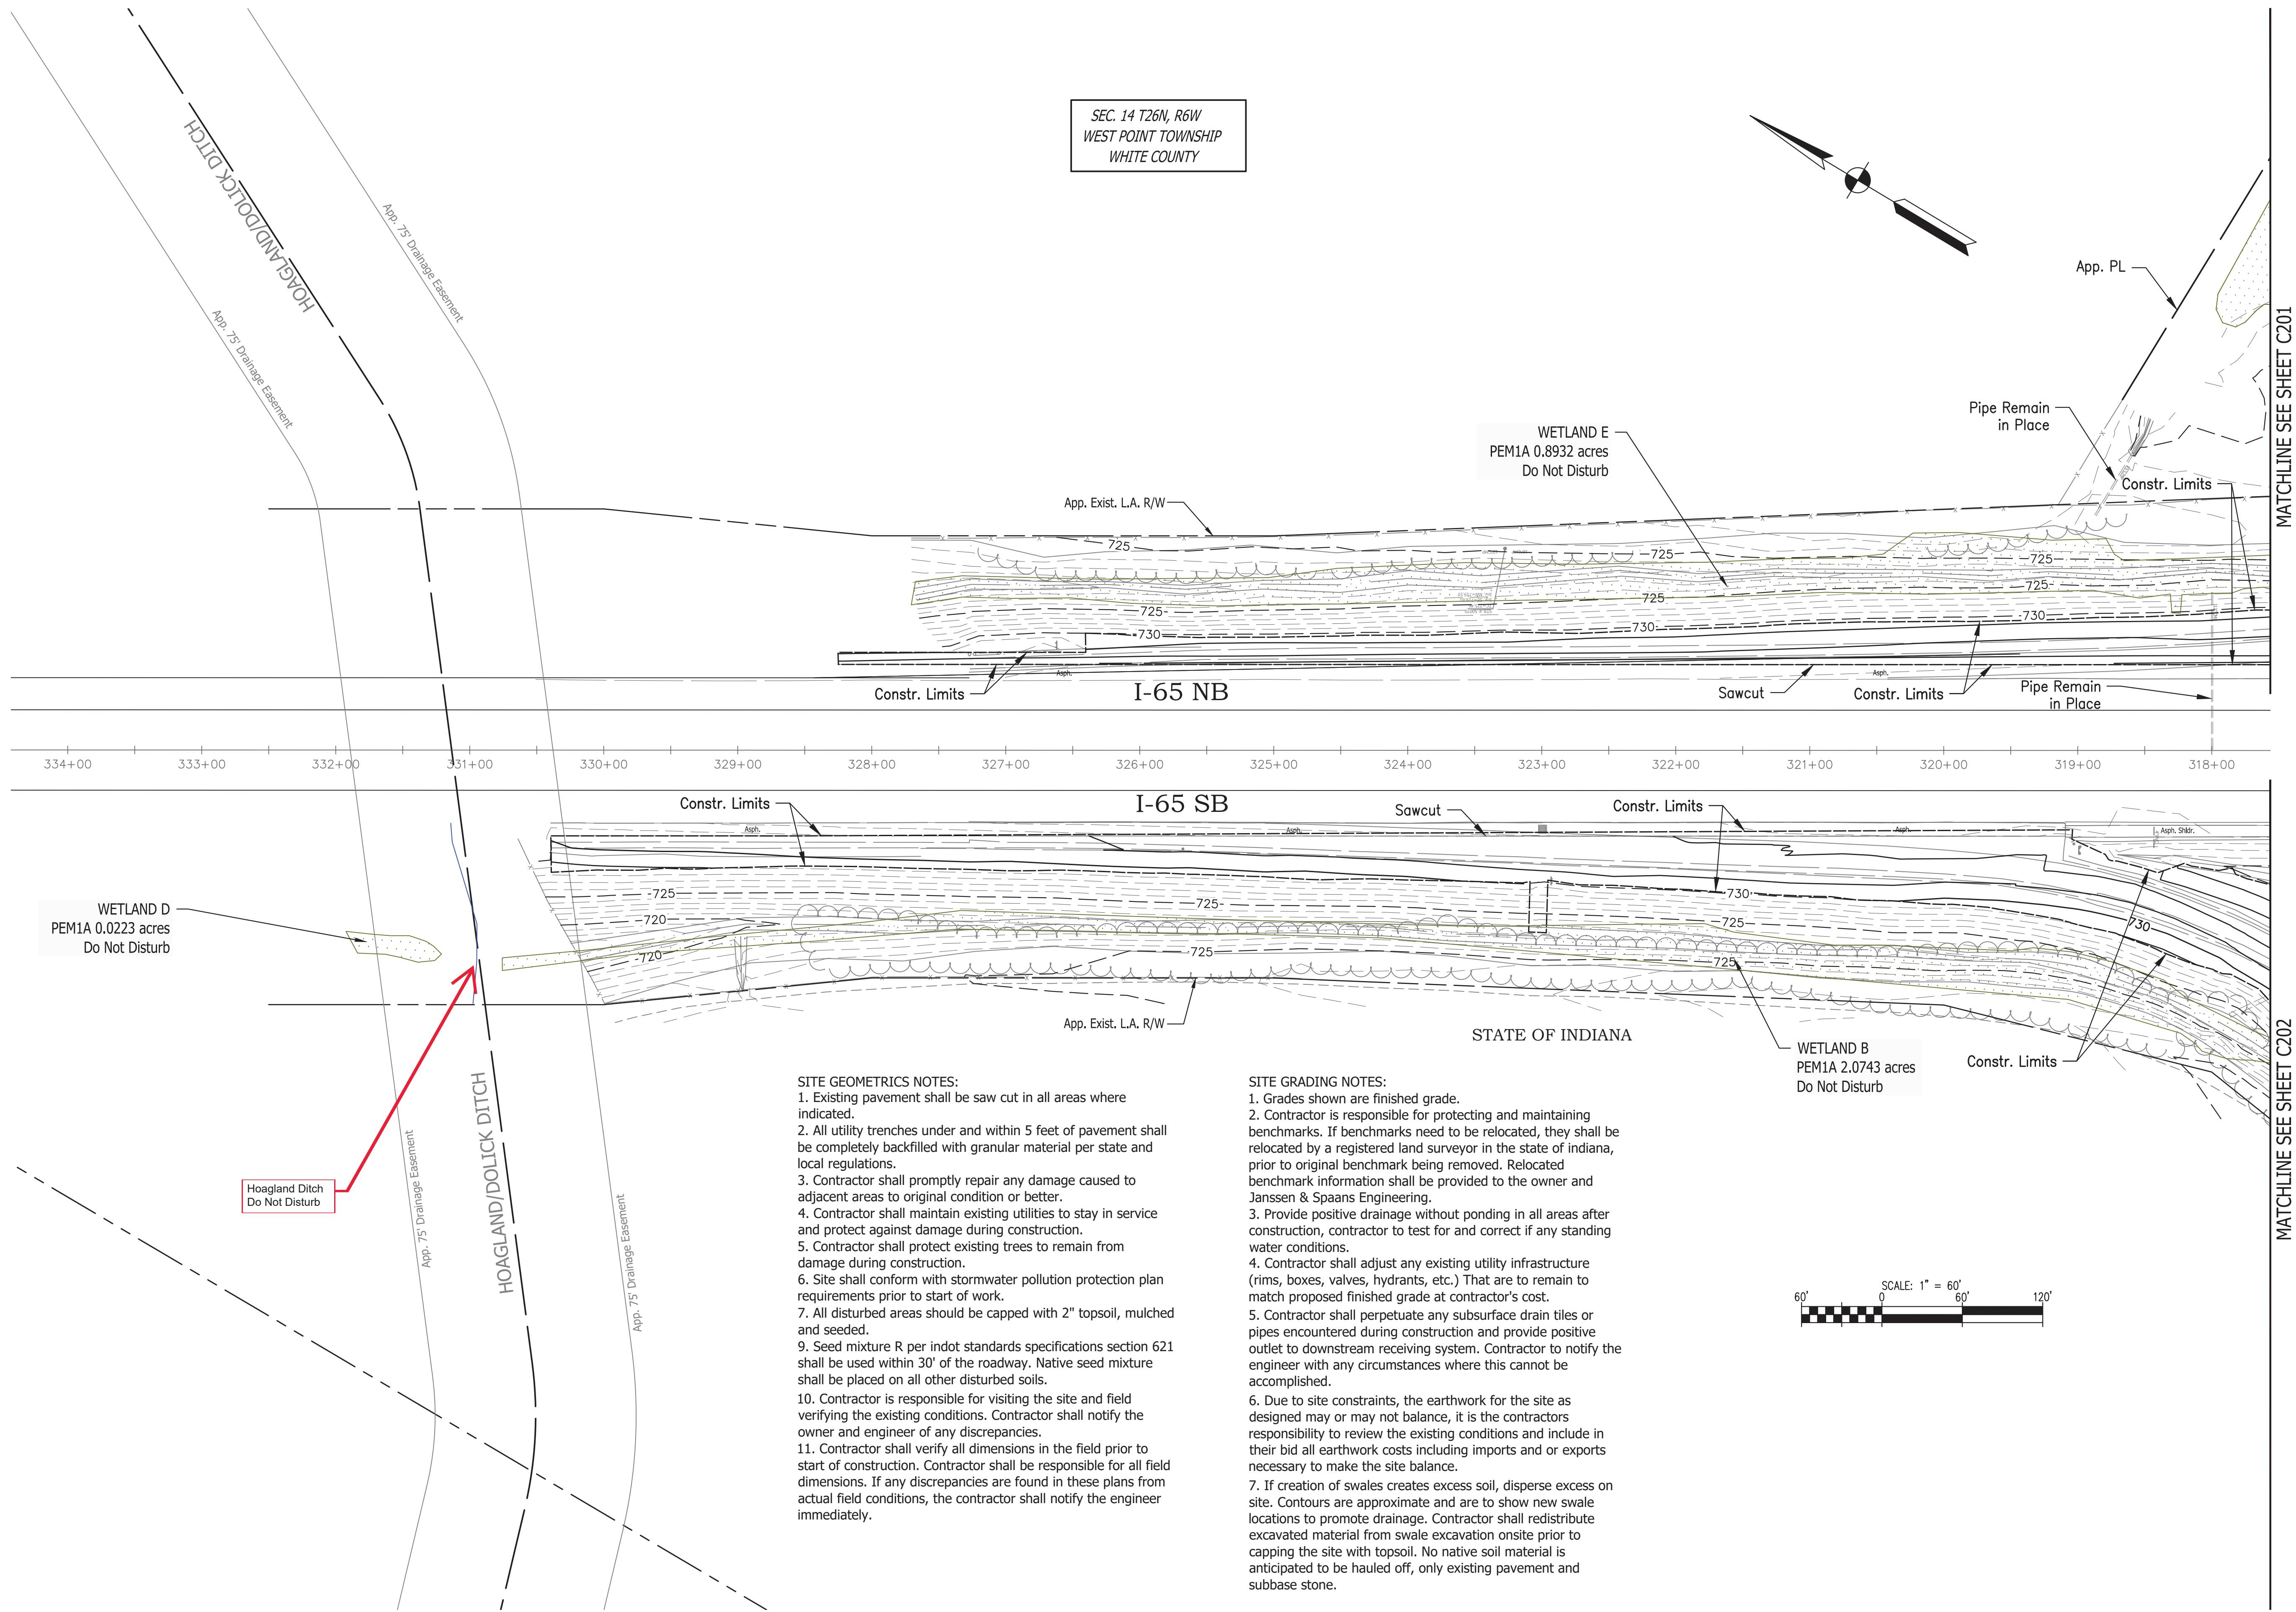 SEC. 14 T26N, R6W
WEST POINT TOWNSHIP
WHITE COUNTY
HOAGLAND/DOLICK DITCH
App. 75' Drainage Easement
App. 75' Drainage Easement
App. PL
MATCHLINE SEE SHEET C201
Pipe Remain
in Place
Constr. Limits
WETLAND E
PEM1A 0.8932 acres
Do Not Disturb
App. Exist. L.A. R/W
725
725
725
725
725
725
730
730
730
Asph.
Asph.
Constr. Limits
I-65 NB
Sawcut
Constr. Limits
Pipe Remain
in Place
334+00
333+00
332+00
331+00
330+00
329+00
328+00
327+00
326+00
325+00
324+00
323+00
322+00
321+00
320+00
319+00
318+00
Constr. Limits
I-65 SB
Sawcut
Constr. Limits
Asph.
Asph.
Asph.
Asph. Shldr.
725
725
730
725
730
720
720
725
725
WETLAND D
PEM1A 0.0223 acres
Do Not Disturb
App. Exist. L.A. R/W
STATE OF INDIANA
WETLAND B
PEM1A 2.0743 acres
Do Not Disturb
Constr. Limits
MATCHLINE SEE SHEET C202
Hoagland Ditch
Do Not Disturb
App. 75' Drainage Easement
HOAGLAND/DOLICK DITCH
App. 75' Drainage Easement
SITE GEOMETRICS NOTES:
1. Existing pavement shall be saw cut in all areas where
indicated.
2. All utility trenches under and within 5 feet of pavement shall
be completely backfilled with granular material per state and
local regulations.
3. Contractor shall promptly repair any damage caused to
adjacent areas to original condition or better.
4. Contractor shall maintain existing utilities to stay in service
and protect against damage during construction.
5. Contractor shall protect existing trees to remain from
damage during construction.
6. Site shall conform with stormwater pollution protection plan
requirements prior to start of work.
7. All disturbed areas should be capped with 2" topsoil, mulched
and seeded.
9. Seed mixture R per indot standards specifications section 621
shall be used within 30' of the roadway. Native seed mixture
shall be placed on all other disturbed soils.
10. Contractor is responsible for visiting the site and field
verifying the existing conditions. Contractor shall notify the
owner and engineer of any discrepancies.
11. Contractor shall verify all dimensions in the field prior to
start of construction. Contractor shall be responsible for all field
dimensions. If any discrepancies are found in these plans from
actual field conditions, the contractor shall notify the engineer
immediately.
SITE GRADING NOTES:
1. Grades shown are finished grade.
2. Contractor is responsible for protecting and maintaining
benchmarks. If benchmarks need to be relocated, they shall be
relocated by a registered land surveyor in the state of indiana,
prior to original benchmark being removed. Relocated
benchmark information shall be provided to the owner and
Janssen & Spaans Engineering.
3. Provide positive drainage without ponding in all areas after
construction, contractor to test for and correct if any standing
water conditions.
4. Contractor shall adjust any existing utility infrastructure
(rims, boxes, valves, hydrants, etc.) That are to remain to
match proposed finished grade at contractor's cost.
5. Contractor shall perpetuate any subsurface drain tiles or
pipes encountered during construction and provide positive
outlet to downstream receiving system. Contractor to notify the
engineer with any circumstances where this cannot be
accomplished.
6. Due to site constraints, the earthwork for the site as
designed may or may not balance, it is the contractors
responsibility to review the existing conditions and include in
their bid all earthwork costs including imports and or exports
necessary to make the site balance.
7. If creation of swales creates excess soil, disperse excess on
site. Contours are approximate and are to show new swale
locations to promote drainage. Contractor shall redistribute
excavated material from swale excavation onsite prior to
capping the site with topsoil. No native soil material is
anticipated to be hauled off, only existing pavement and
subbase stone.
SCALE: 1" = 60'
60' 0 60' 120'